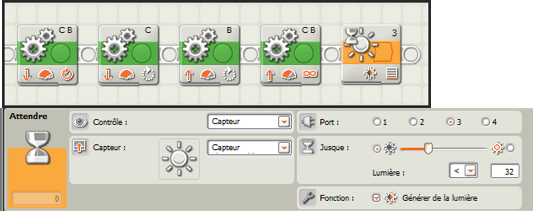 C B
C
B
C B
3
Attendre
Contrôle :
Capteur
Port :
1
2
3
4
Capteur :
Capteur
Jusque :
Lumière :
<
32
0
Fonction :
Générer de la lumière